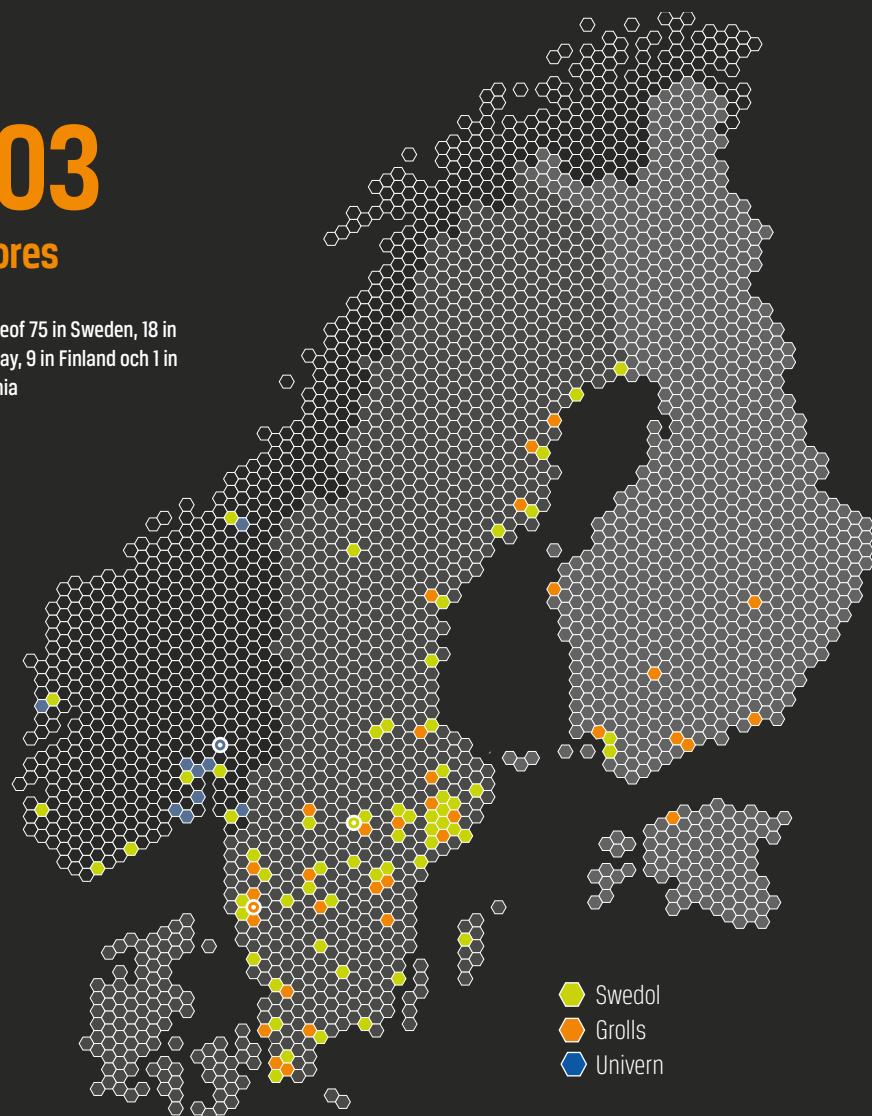 03
ores
eof 75 in Sweden, 18 in
ay, 9 in Finland och 1 in
nia
Swedol
Grolls
Univern